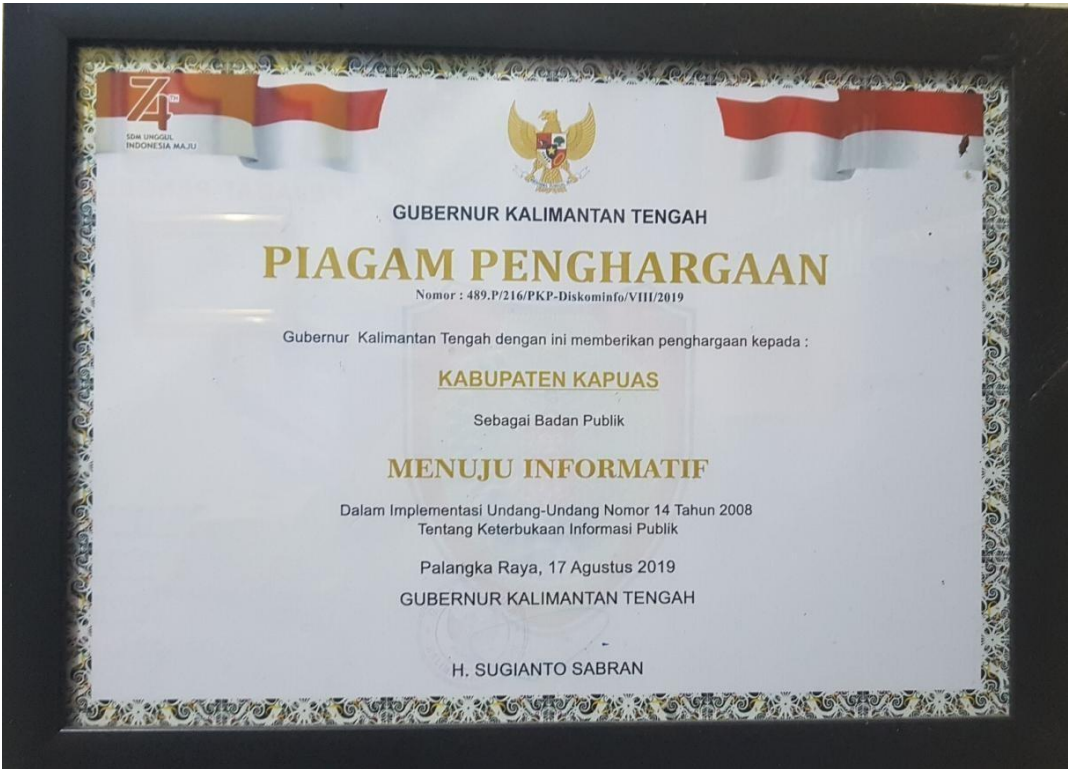 74TH
SDM UNGGUL
INDONESIA MAJU
GUBERNUR KALIMANTAN TENGAH
PIAGAM PENGHARGAAN
Nomor : 489.P/216/PKP-Diskominfo/VIII/2019
Gubernur Kalimantan Tengah dengan ini memberikan penghargaan kepada :
KABUPATEN KAPUAS
Sebagai Badan Publik
MENUJU INFORMATIF
Dalam Implementasi Undang-Undang Nomor 14 Tahun 2008
Tentang Keterbukaan Informasi Publik
Palangka Raya, 17 Agustus 2019
GUBERNUR KALIMANTAN TENGAH
H. SUGIANTO SABRAN